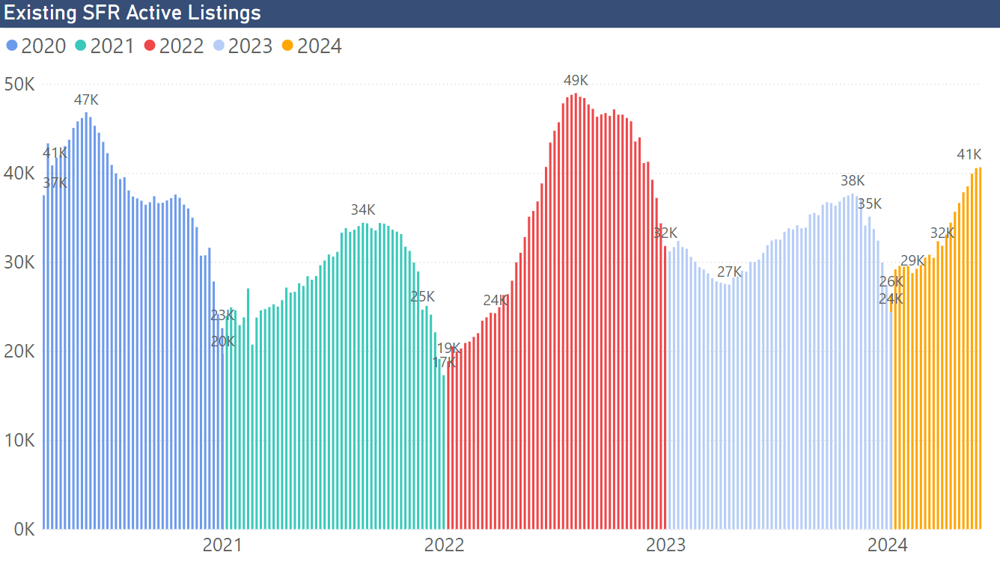 Existing SFR Active Listings
2020 2021 2022 2023 2024
50K
40K
30K
20K
10K
0K
47K
41K
37K
23K
20K
34K
25K
19K
17K
24K
49K
32K
27K
38K
35K
26K
24K
29K
32K
41K
2021 2022 2023 2024